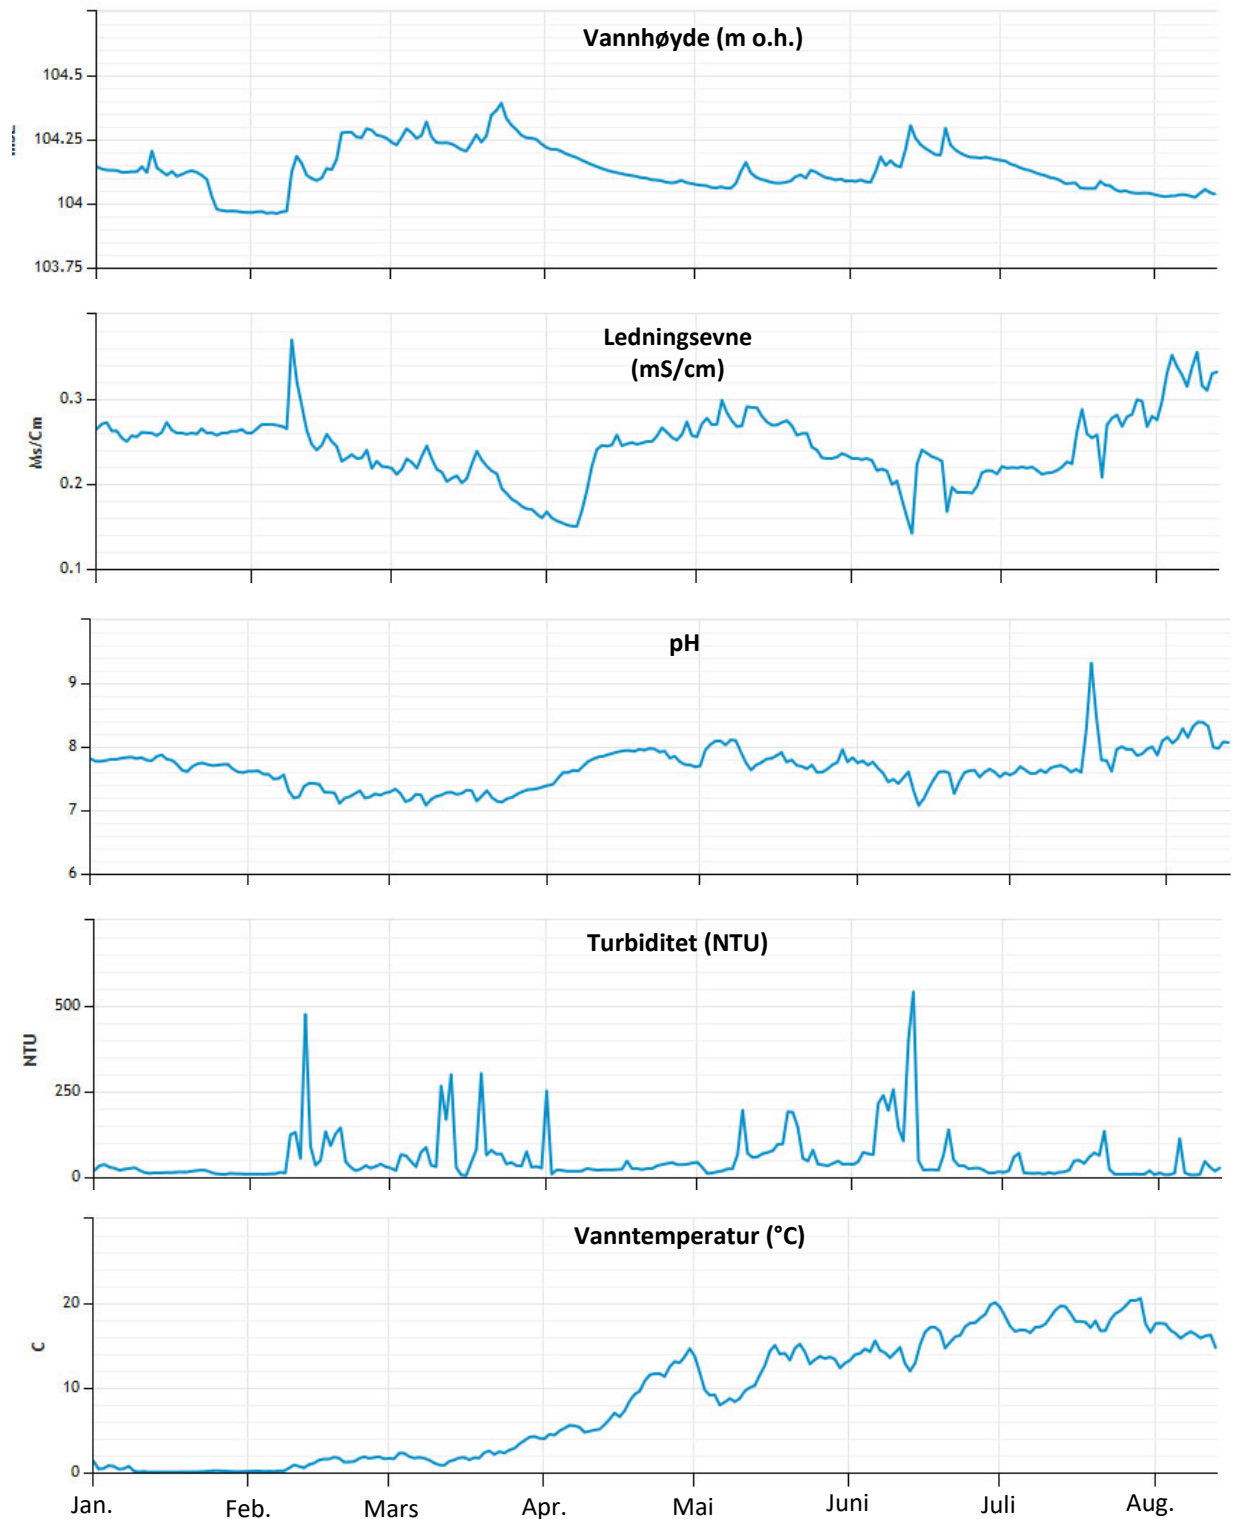 Vannhøyde (m o.h.)
104.5
104.25
104
103.75
Ledningsevne
(mS/cm)
Ms/Cm
0.3
0.2
0.1
pH
9
8
7
6
Turbiditet (NTU)
NTU
500
250
0
Vanntemperatur (°C)
C
20
10
0
Jan.
Feb.
Mars
Apr.
Mai
Juni
Juli
Aug.